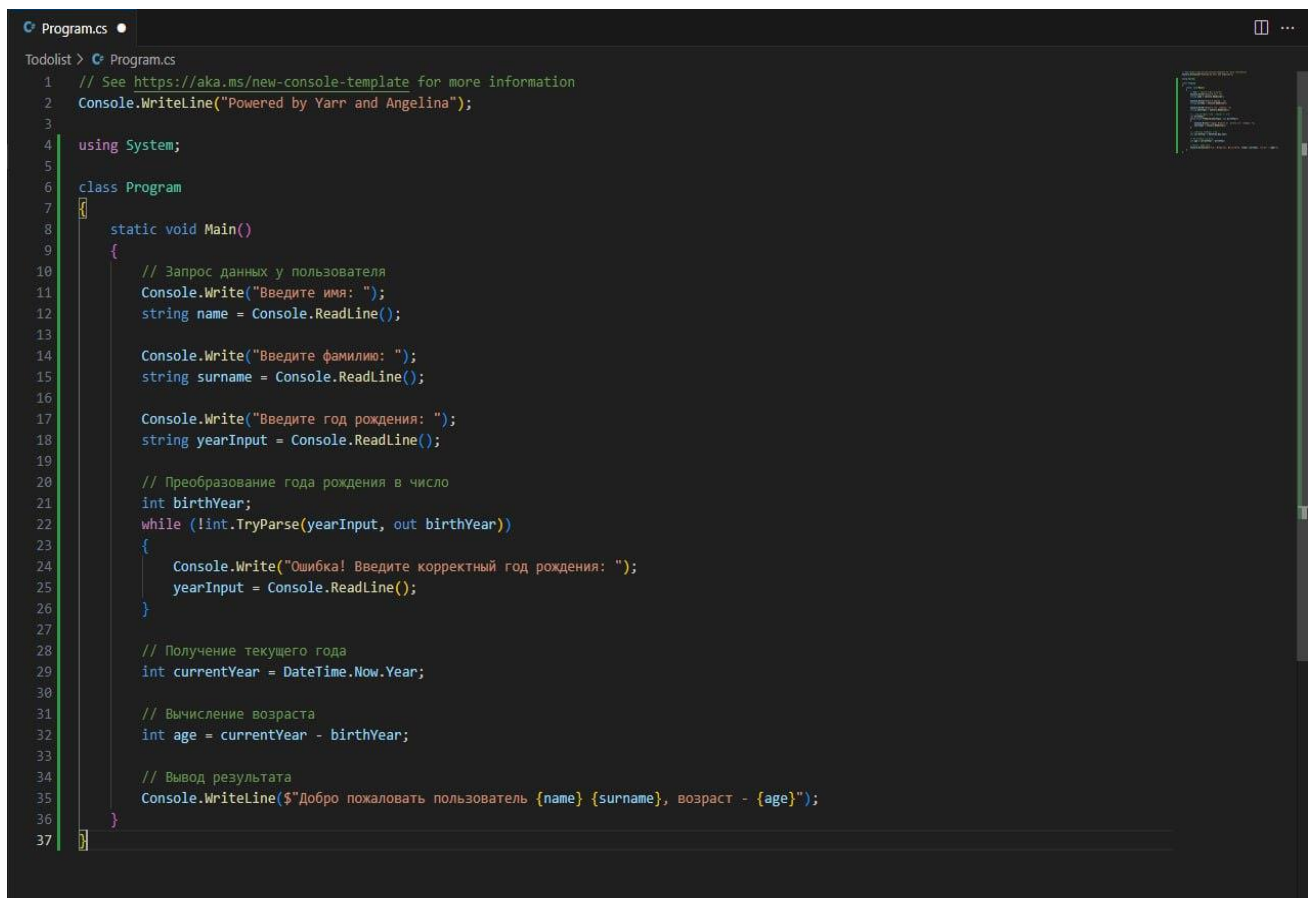 Program.cs
Todolist > Program.cs
1 // See https://aka.ms/new-console-template for more information
2 Console.WriteLine("Powered by Yarr and Angelina");
3
4 using System;
5
6 class Program
7 {
8 static void Main()
9 {
10 // Запрос данных у пользователя
11 Console.Write("Введите имя: ");
12 string name = Console.ReadLine();
13
14 Console.Write("Введите фамилию: ");
15 string surname = Console.ReadLine();
16
17 Console.Write("Введите год рождения: ");
18 string yearInput = Console.ReadLine();
19
20 // Преобразование года рождения в число
21 int birthYear;
22 while (!int.TryParse(yearInput, out birthYear))
23 {
24 Console.Write("Ошибка! Введите корректный год рождения: ");
25 yearInput = Console.ReadLine();
26 }
27
28 // Получение текущего года
29 int currentYear = DateTime.Now.Year;
30
31 // Вычисление возраста
32 int age = currentYear - birthYear;
33
34 // Вывод результата
35 Console.WriteLine($"Добро пожаловать пользователь {name} {surname}, возраст - {age}");
36 }
37 }